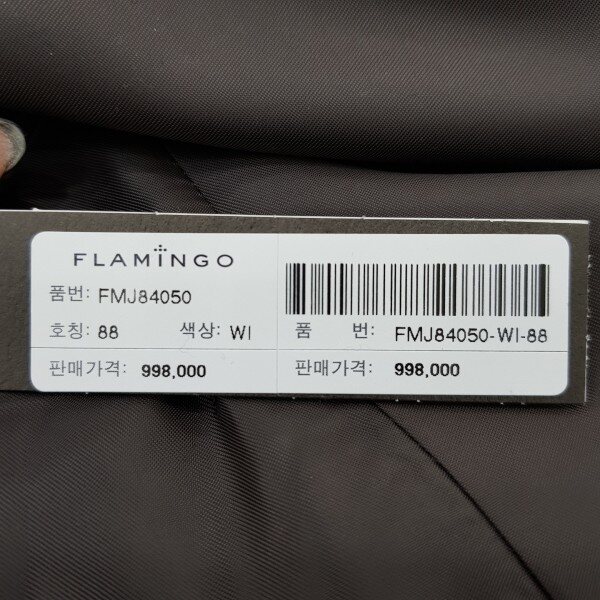 FLAMINGO
품번: FMJ84050
호칭: 88 색상: WI
판매가격: 998,000
품 번: FMJ84050-WI-88
판매가격: 998,000